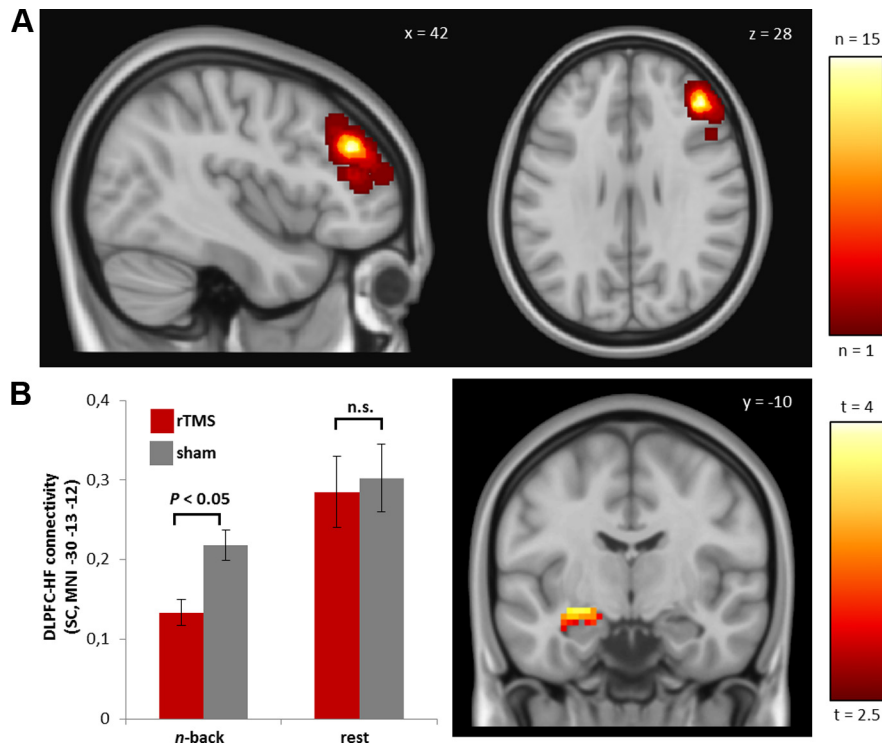 A
x = 42
z = 28
n = 15
n = 1
B
0,4
0,3
0,2
0,1
0
DLPFC-HF connectivity
(SC, MNI -30 -13 -12)
rTMS
sham
P < 0.05
n.s.
n-back
rest
y = -10
t = 4
t = 2.5